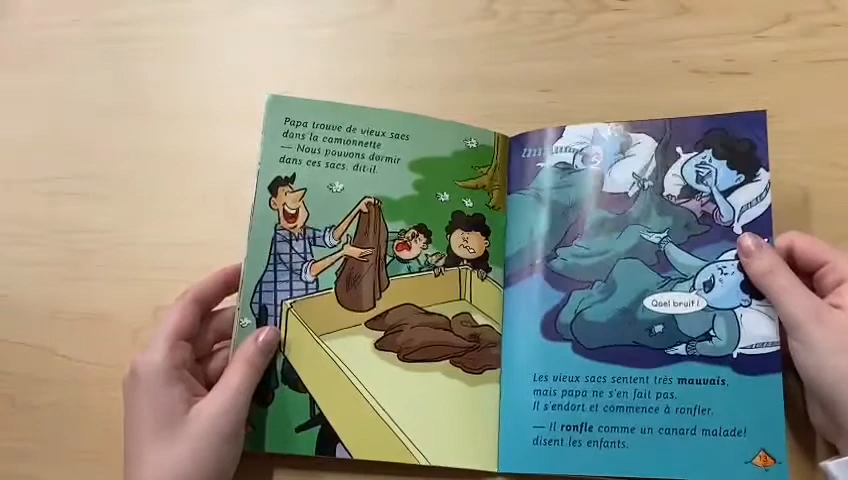 Papa trouve de vieux sacs
dans la camionnette.
— Nous pouvons dormir
dans ces sacs, dit-il.
Quel bruit !
Les vieux sacs sentent très mauvais,
mais papa ne s'en fait pas.
Il s'endort et commence à ronfler.
— Il ronfle comme un canard malade!
disent les enfants.
13